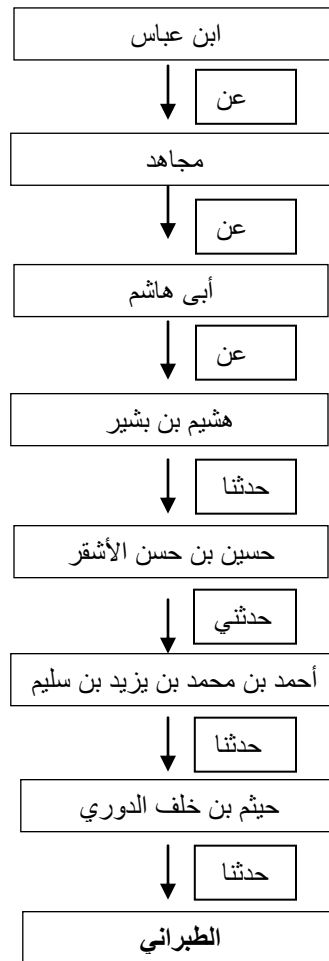 ابن عباس
عن
مجاهد
عن
أبى هاشم
عن
هشيم بن بشير
حدثنا
حسين بن حسن الأشقر
حدثني
أحمد بن محمد بن يزيد بن سليم
حدثنا
حيثم بن خلف الدوري
حدثنا
الطبراني